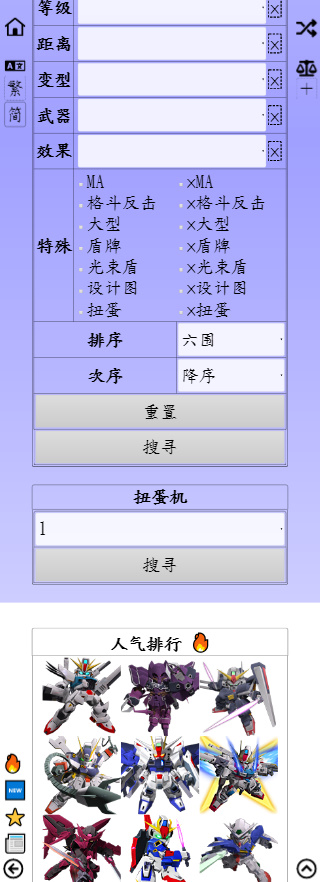 等级
距离
变型
武器
效果
特殊
MA
×MA
格斗反击
×格斗反击
大型
×大型
盾牌
×盾牌
光束盾
×光束盾
设计图
×设计图
扭蛋
×扭蛋
排序
六围
次序
降序
重置
搜寻
扭蛋机
1
搜寻
人气排行
A文
繁
简
NEW